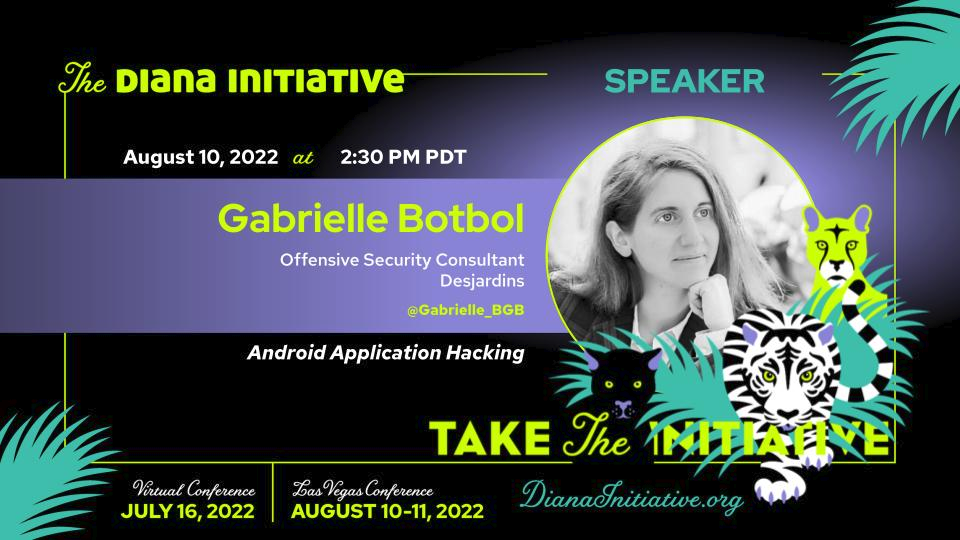 The Diana Initiative
SPEAKER
August 10, 2022 at 2:30 PM PDT
Gabrielle Botbol
Offensive Security Consultant
Desjardins
@Gabrielle_BGB
Android Application Hacking
TAKE The INITIATIVE
Virtual Conference
JULY 16, 2022
Las Vegas Conference
AUGUST 10-11, 2022
DianaInitiative.org